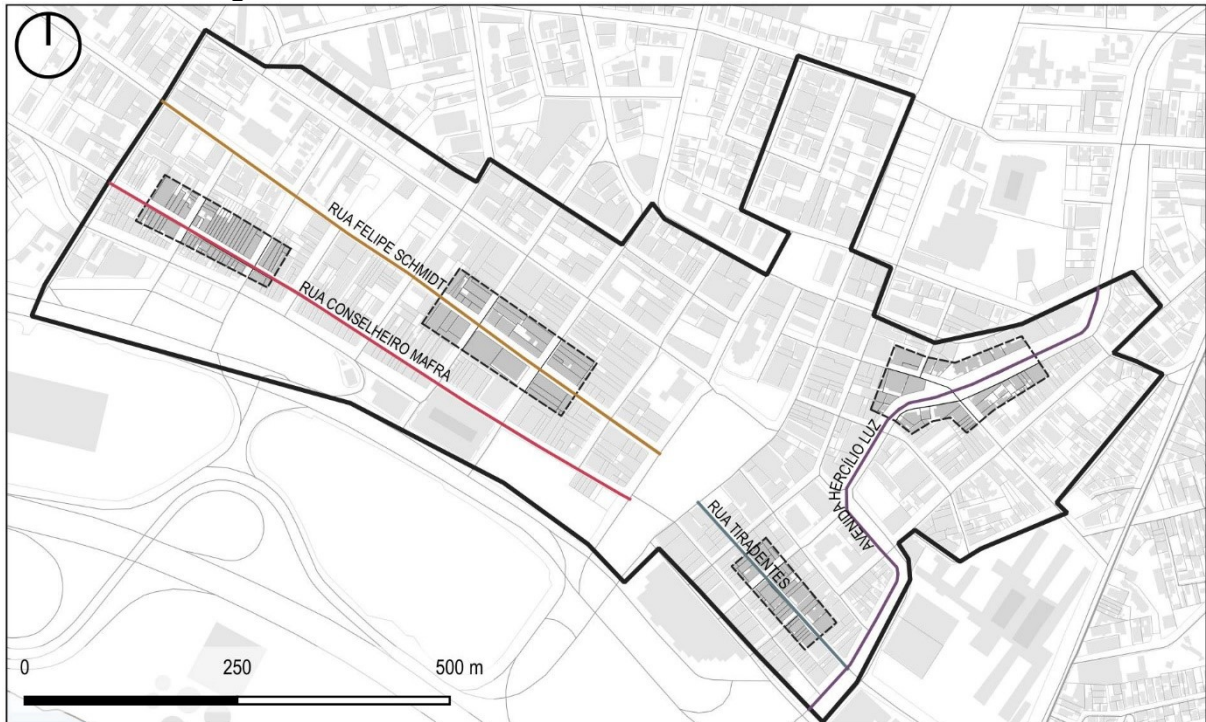 RUA FELIPE SCHMIDT
RUA CONSELHEIRO MAFRA
AVENIDA HERCÍLIO LUZ
RUA TIRADENTES
0 250 500 m